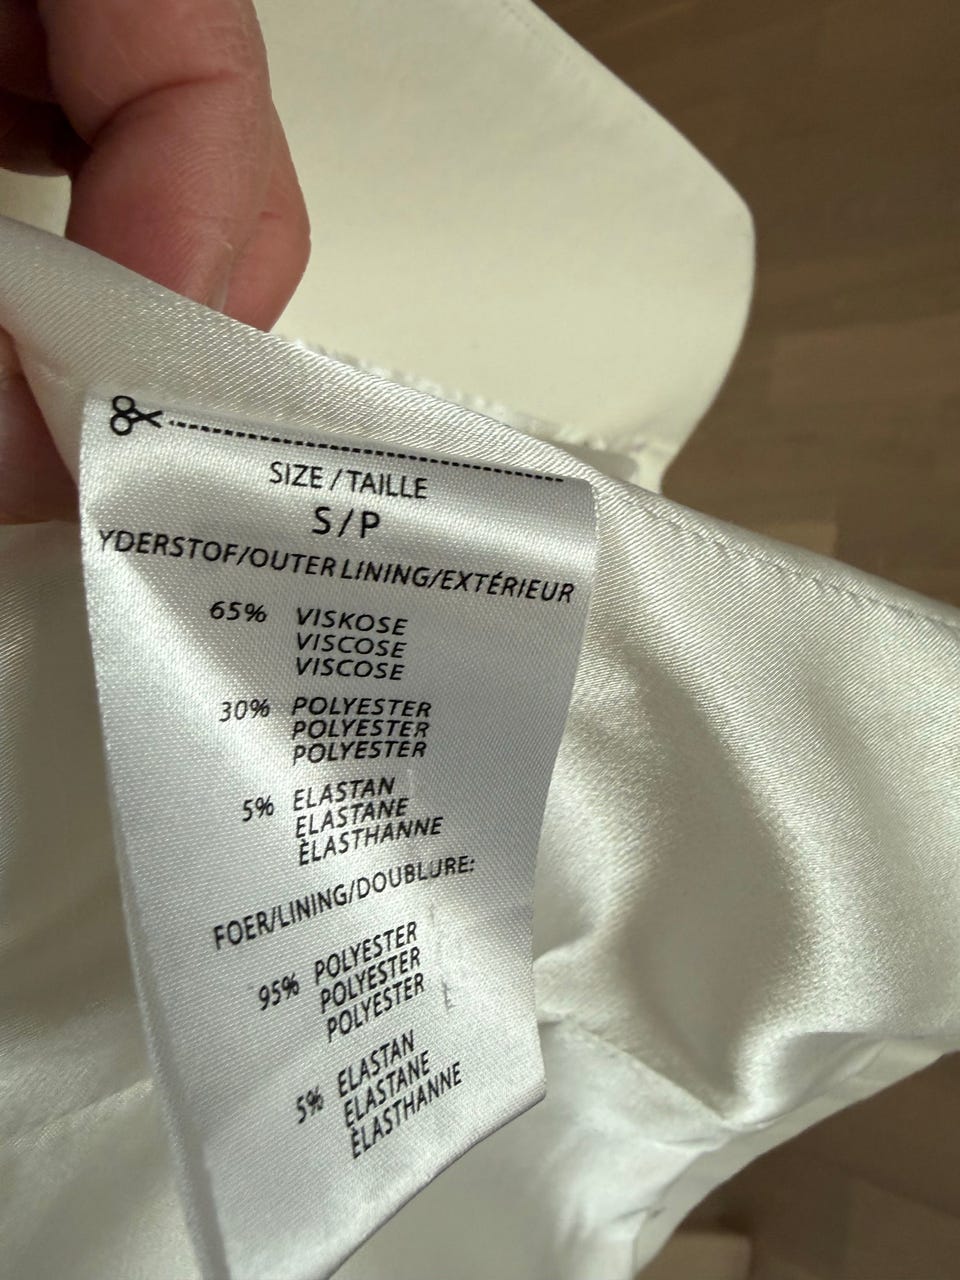 SIZE / TAILLE
S / P
YDERSTOF/OUTER LINING/EXTÉRIEUR
65% VISKOSE
VISCOSE
VISCOSE
30% POLYESTER
POLYESTER
POLYESTER
5% ELASTAN
ELASTANE
ÈLASTHANNE
FOER/LINING/DOUBLURE:
95% POLYESTER
POLYESTER
POLYESTER
5% ELASTAN
ELASTANE
ÈLASTHANNE